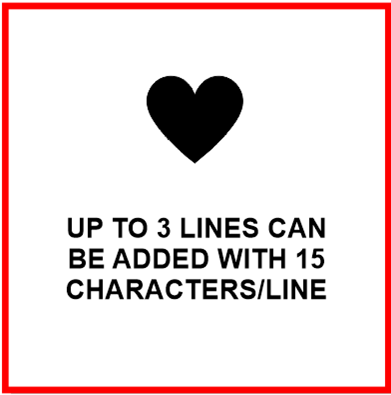 UP TO 3 LINES CAN
BE ADDED WITH 15
CHARACTERS/LINE